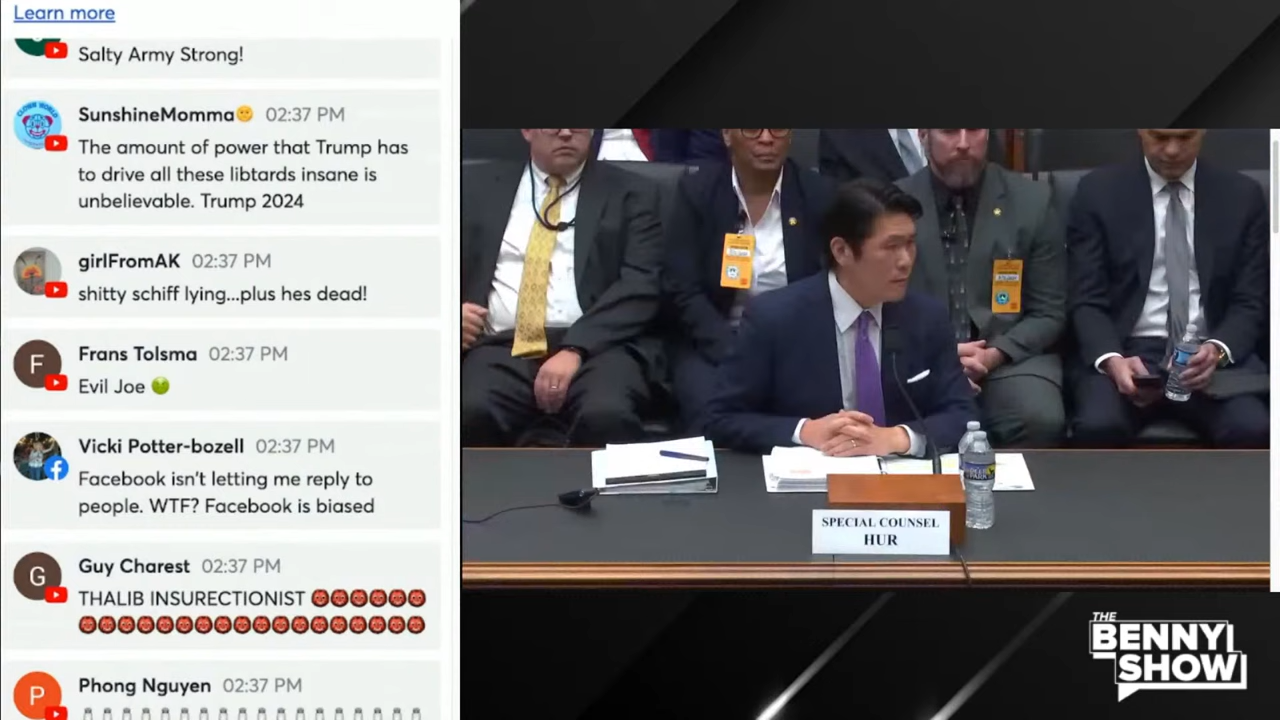 Learn more
Salty Army Strong!
SunshineMomma 02:37 PM
The amount of power that Trump has
to drive all these libtards insane is
unbelievable. Trump 2024
girlFromAK 02:37 PM
shitty schiff lying...plus hes dead!
F
Frans Tolsma 02:37 PM
Evil Joe
Vicki Potter-bozell 02:37 PM
Facebook isn't letting me reply to
people. WTF? Facebook is biased
G
Guy Charest 02:37 PM
THALIB INSURECTIONIST
P
Phong Nguyen 02:37 PM
SPECIAL COUNSEL
HUR
THE
BENNY
SHOW